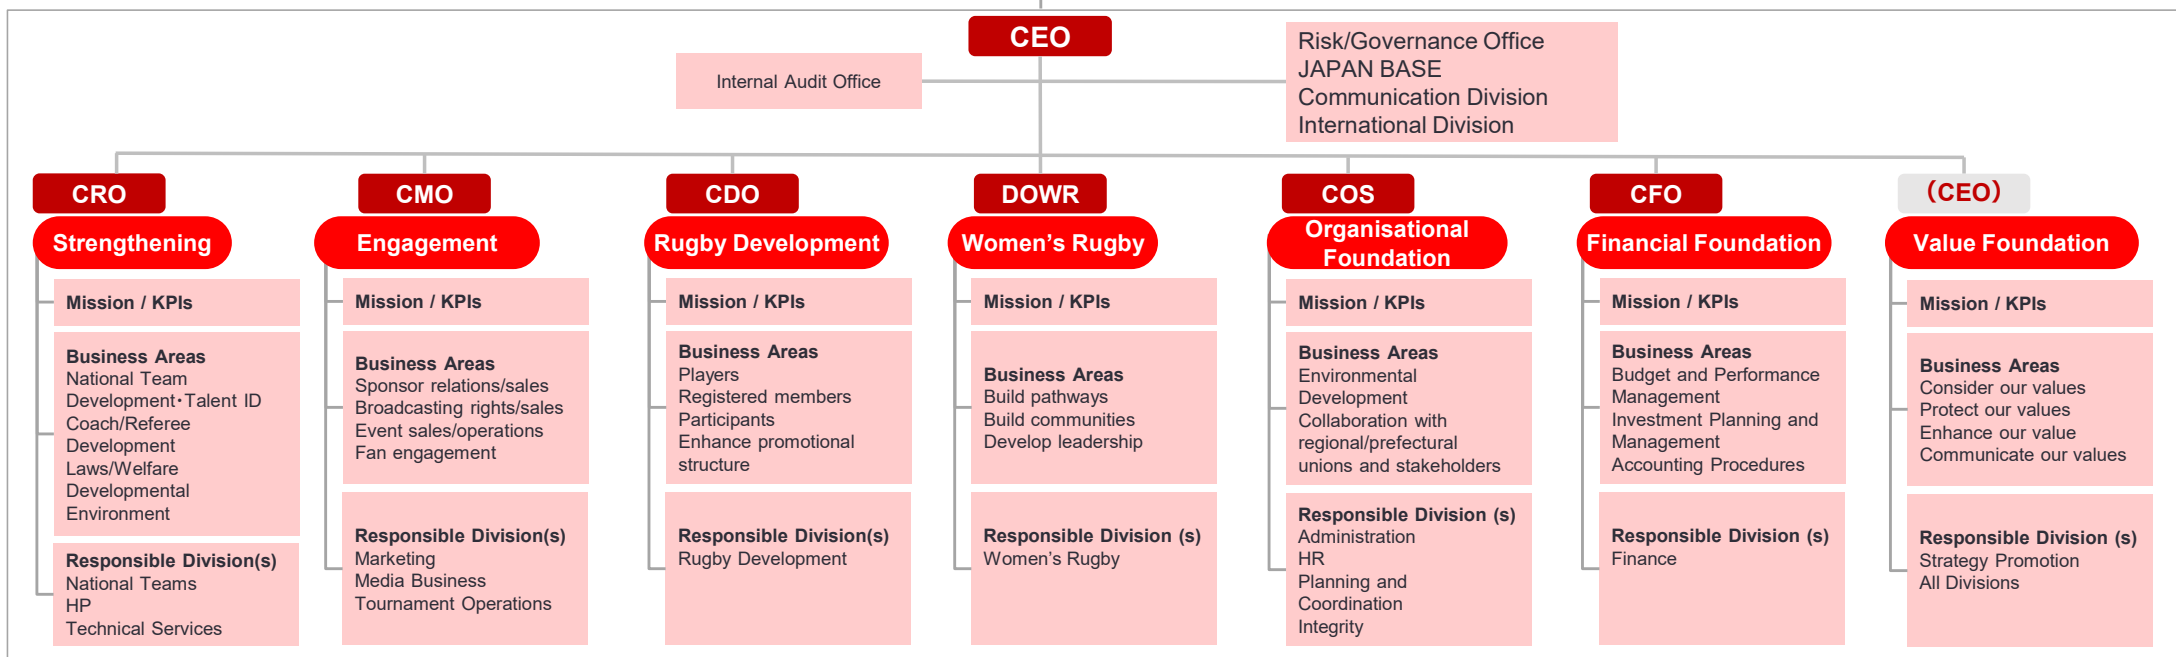 CEO
Internal Audit Office
Risk/Governance Office
JAPAN BASE
Communication Division
International Division
CRO
Strengthening
Mission / KPIs
Business Areas
National Team
Development・Talent ID
Coach/Referee
Development
Laws/Welfare
Developmental
Environment
Responsible Division(s)
National Teams
HP
Technical Services
CMO
Engagement
Mission / KPIs
Business Areas
Sponsor relations/sales
Broadcasting rights/sales
Event sales/operations
Fan engagement
Responsible Division(s)
Marketing
Media Business
Tournament Operations
CDO
Rugby Development
Mission / KPIs
Business Areas
Players
Registered members
Participants
Enhance promotional
structure
Responsible Division(s)
Rugby Development
DOWR
Women’s Rugby
Mission / KPIs
Business Areas
Build pathways
Build communities
Develop leadership
Responsible Division (s)
Women’s Rugby
COS
Organisational
Foundation
Mission / KPIs
Business Areas
Environmental
Development
Collaboration with
regional/prefectural
unions and stakeholders
Responsible Division (s)
Administration
HR
Planning and
Coordination
Integrity
CFO
Financial Foundation
Mission / KPIs
Business Areas
Budget and Performance
Management
Investment Planning and
Management
Accounting Procedures
Responsible Division (s)
Finance
（CEO）
Value Foundation
Mission / KPIs
Business Areas
Consider our values
Protect our values
Enhance our value
Communicate our values
Responsible Division (s)
Strategy Promotion
All Divisions